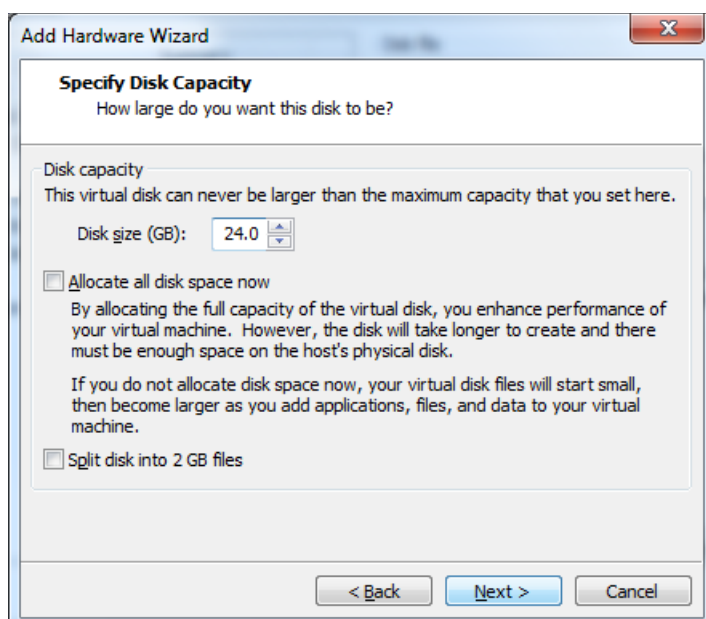 Add Hardware Wizard
Disk file
Specify Disk Capacity
How large do you want this disk to be?
Disk capacity
This virtual disk can never be larger than the maximum capacity that you set here.
Disk size (GB): 24.0
Allocate all disk space now
By allocating the full capacity of the virtual disk, you enhance performance of
your virtual machine. However, the disk will take longer to create and there
must be enough space on the host's physical disk.
If you do not allocate disk space now, your virtual disk files will start small,
then become larger as you add applications, files, and data to your virtual
machine.
Split disk into 2 GB files
< Back Next > Cancel